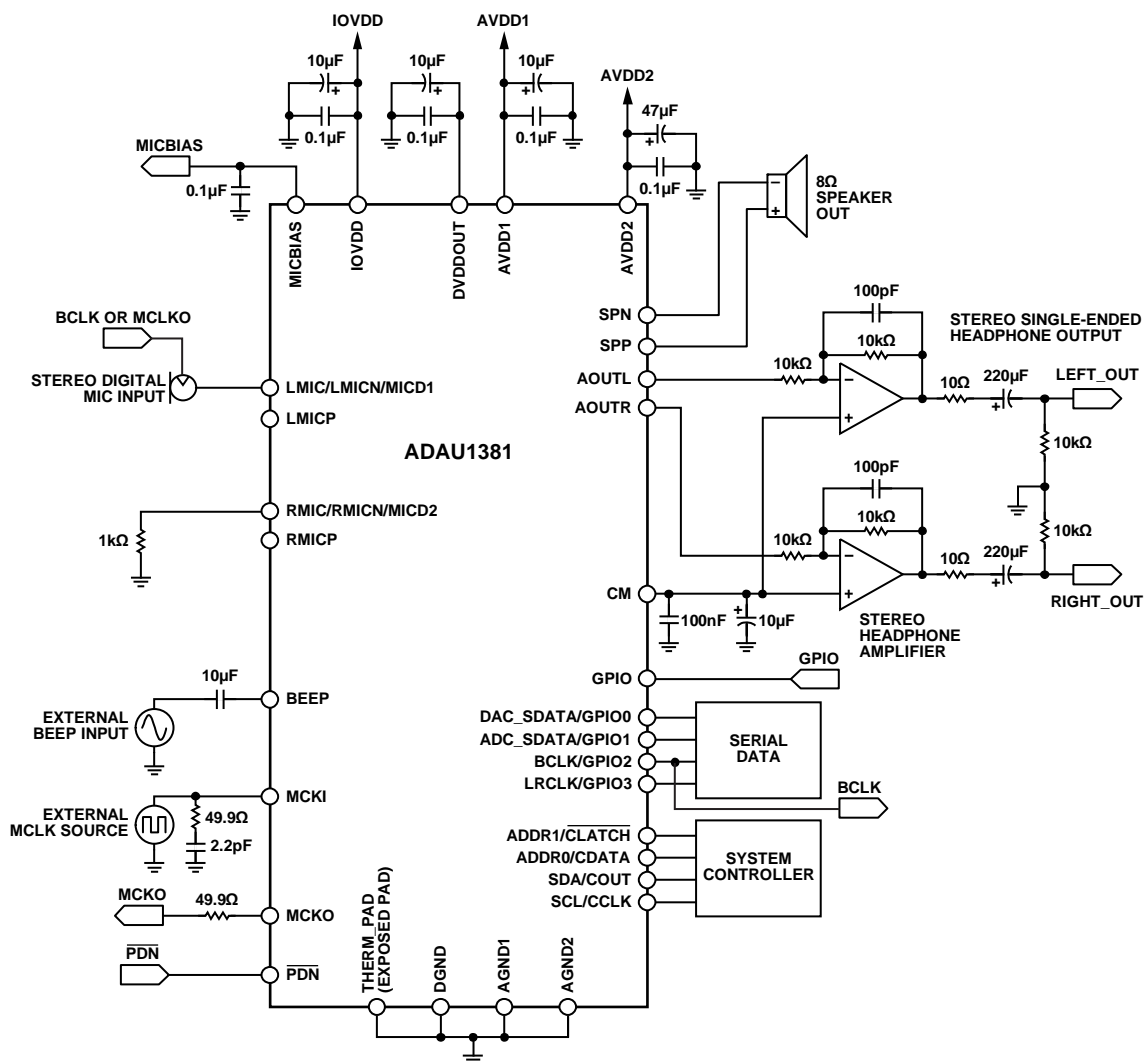 IOVDD
AVDD1
AVDD2
10µF
+
0.1µF
10µF
+
0.1µF
10µF
+
0.1µF
47µF
+
0.1µF
MICBIAS
0.1µF
MICBIAS
IOVDD
DVDDOUT
AVDD1
AVDD2
−
+
8Ω
SPEAKER
OUT
BCLK OR MCLKO
STEREO DIGITAL
MIC INPUT
LMIC/LMICN/MICD1
LMICP
ADAU1381
RMIC/RMICN/MICD2
RMICP
1kΩ
SPN
SPP
AOUTL
AOUTR
100pF
10kΩ
10kΩ
−
+
STEREO SINGLE-ENDED
HEADPHONE OUTPUT
10Ω
220µF
+
LEFT_OUT
10kΩ
100pF
10kΩ
10kΩ
−
+
10kΩ
10Ω
220µF
+
RIGHT_OUT
STEREO
HEADPHONE
AMPLIFIER
CM
100nF
+
10µF
GPIO
GPIO
10µF
BEEP
EXTERNAL
BEEP INPUT
DAC_SDATA/GPIO0
ADC_SDATA/GPIO1
BCLK/GPIO2
LRCLK/GPIO3
SERIAL
DATA
BCLK
MCKI
EXTERNAL
MCLK SOURCE
49.9Ω
2.2pF
ADDR1/CLATCH
ADDR0/CDATA
SDA/COUT
SCL/CCLK
SYSTEM
CONTROLLER
MCKO
49.9Ω
MCKO
PDN
PDN
THERM_PAD
(EXPOSED PAD)
DGND
AGND1
AGND2